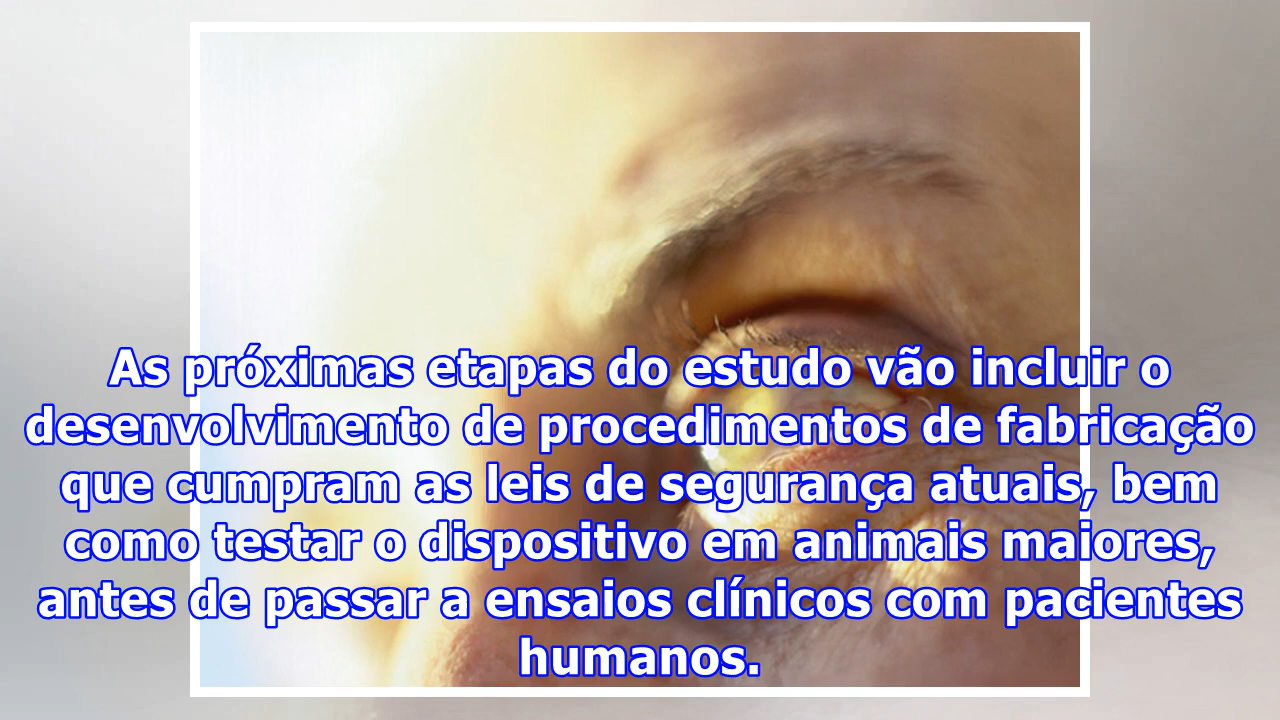 As próximas etapas do estudo vão incluir o
desenvolvimento de procedimentos de fabricação
que cumpram as leis de segurança atuais, bem
como testar o dispositivo em animais maiores,
antes de passar a ensaios clínicos com pacientes
humanos.